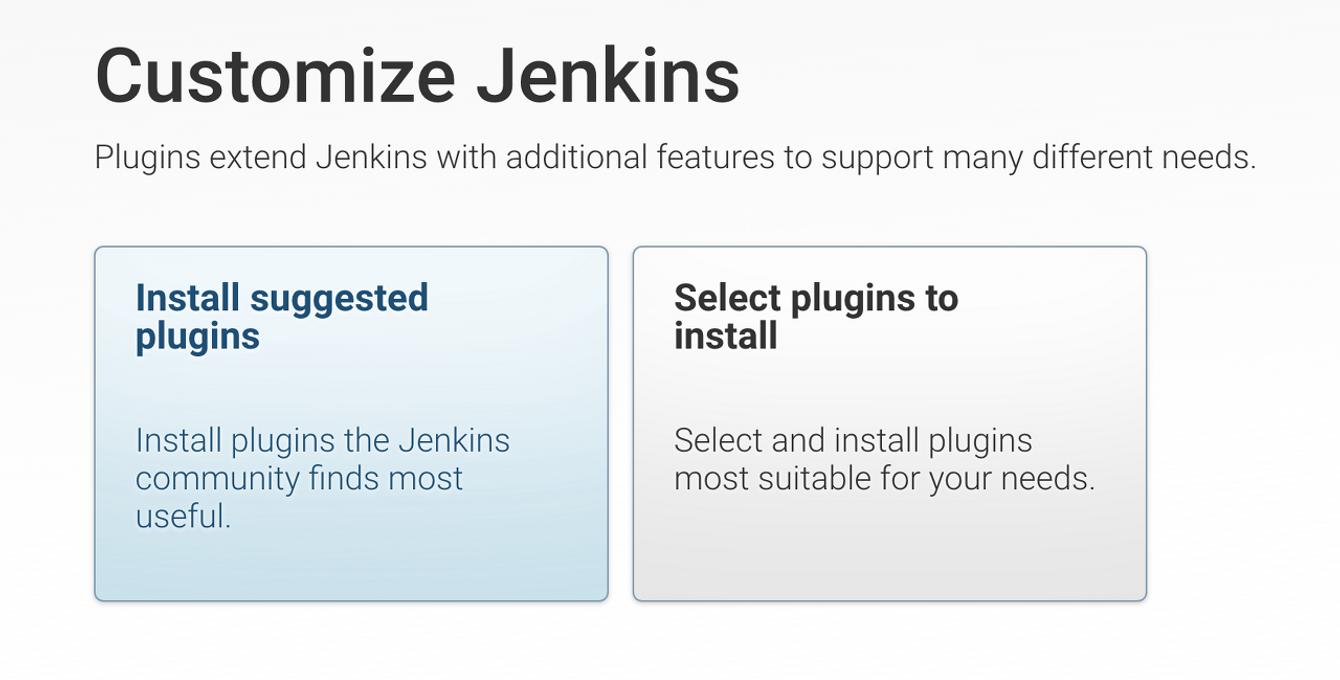 Customize Jenkins
Plugins extend Jenkins with additional features to support many different needs.
Install suggested
plugins
Install plugins the Jenkins
community finds most
useful.
Select plugins to
install
Select and install plugins
most suitable for your needs.